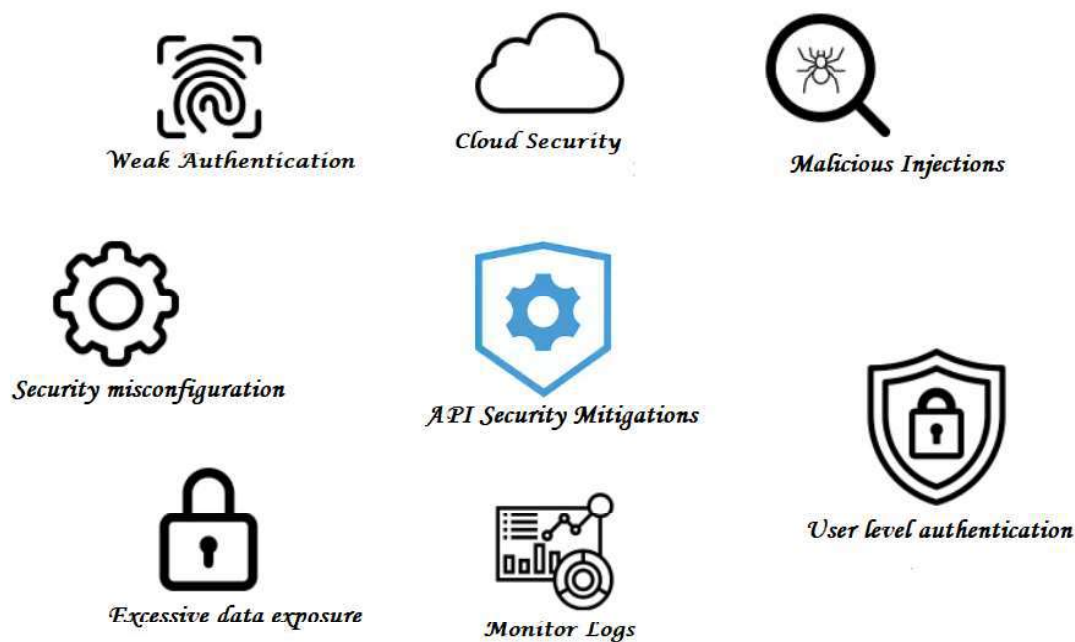 Weak Authentication
Cloud Security
Malicious Injections
Security misconfiguration
API Security Mitigations
User level authentication
Excessive data exposure
Monitor Logs